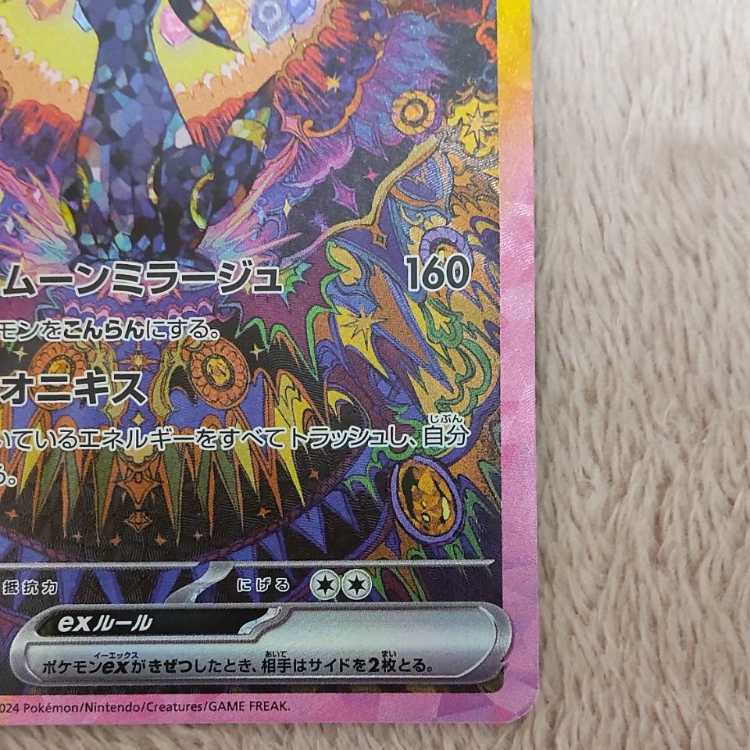 ムーンミラージュ 160
モンをこんらんにする。
オニキス
いているエネルギーをすべてトラッシュし、自分
じぶん
る。
抵抗力 にげる
exルール
イーエックス あいて まい
ポケモンexがきぜつしたとき、相手はサイドを2枚とる。
2024 Pokémon/Nintendo/Creatures/GAME FREAK.